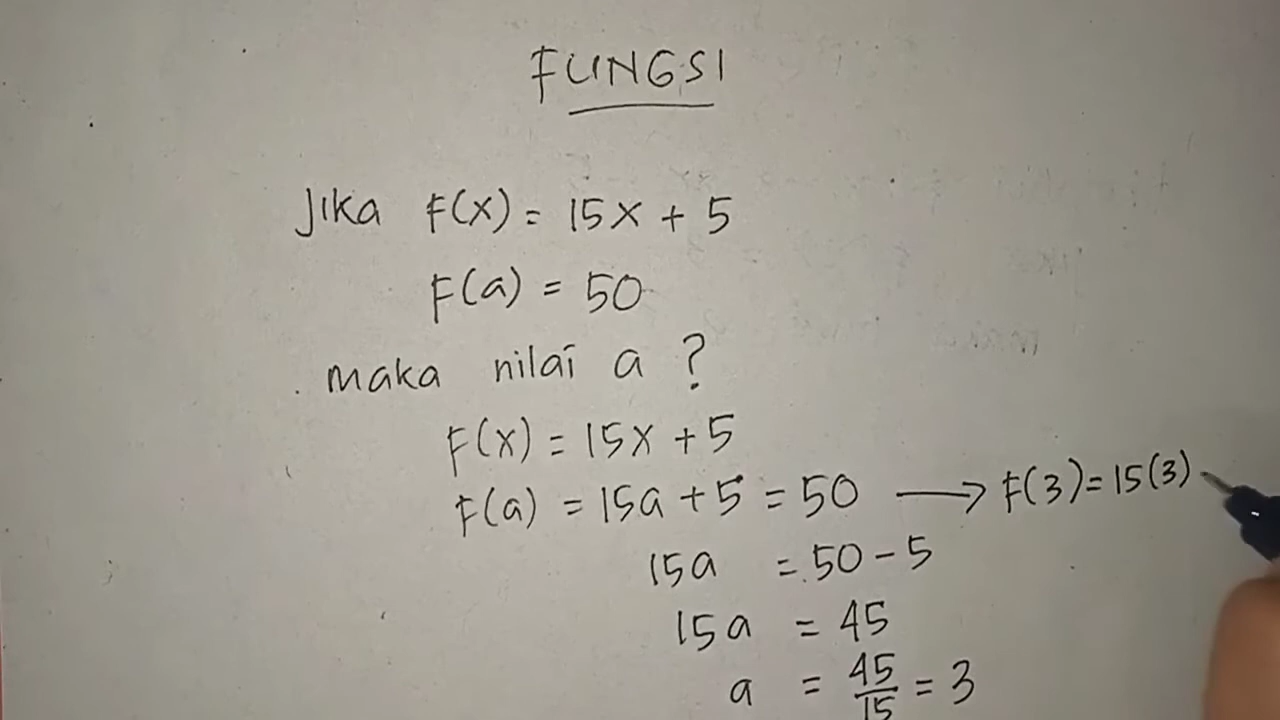 FUNGSI
Jika F(x) = 15x + 5
F(a) = 50
maka nilai a ?
F(x) = 15x + 5
F(a) = 15a + 5 = 50 ⟶ F(3) = 15(3)
15a = 50 - 5
15a = 45
a = 45/15 = 3